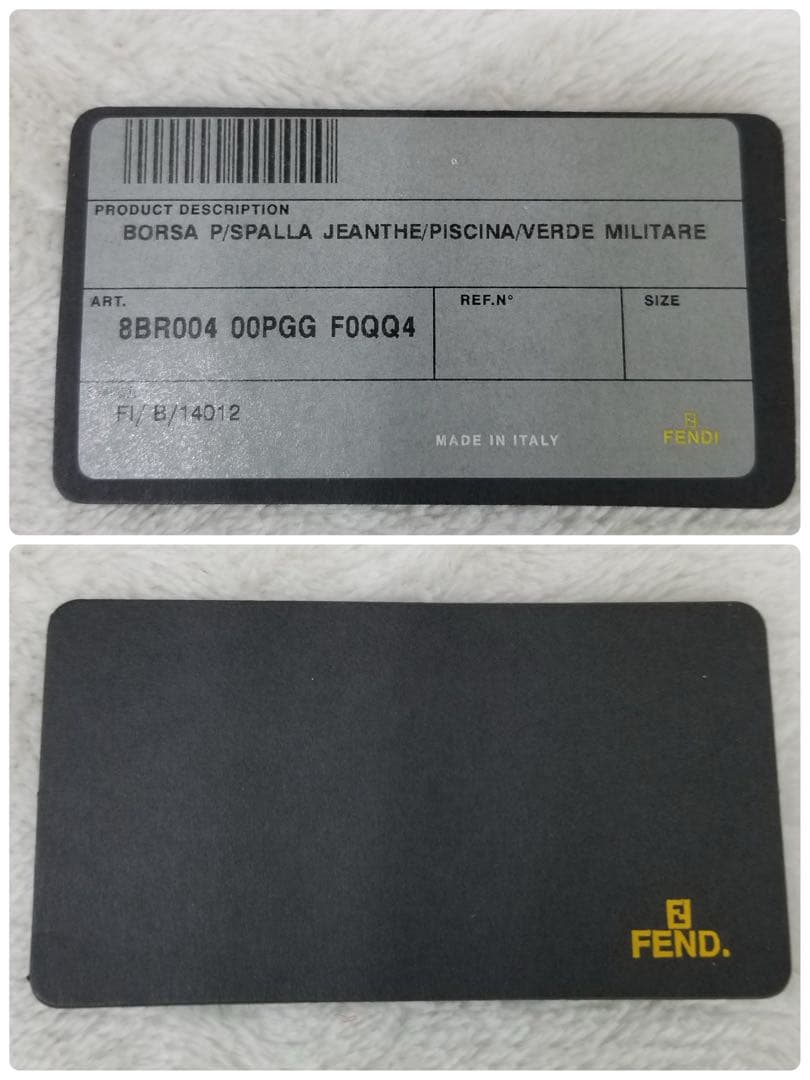 PRODUCT DESCRIPTION
BORSA P/SPALLA JEANTHE/PISCINA/VERDE MILITARE
ART.
8BR004 00PGG F0QQ4
REF.N°
SIZE
FI/ B/14012
MADE IN ITALY
FENDI
FEND.